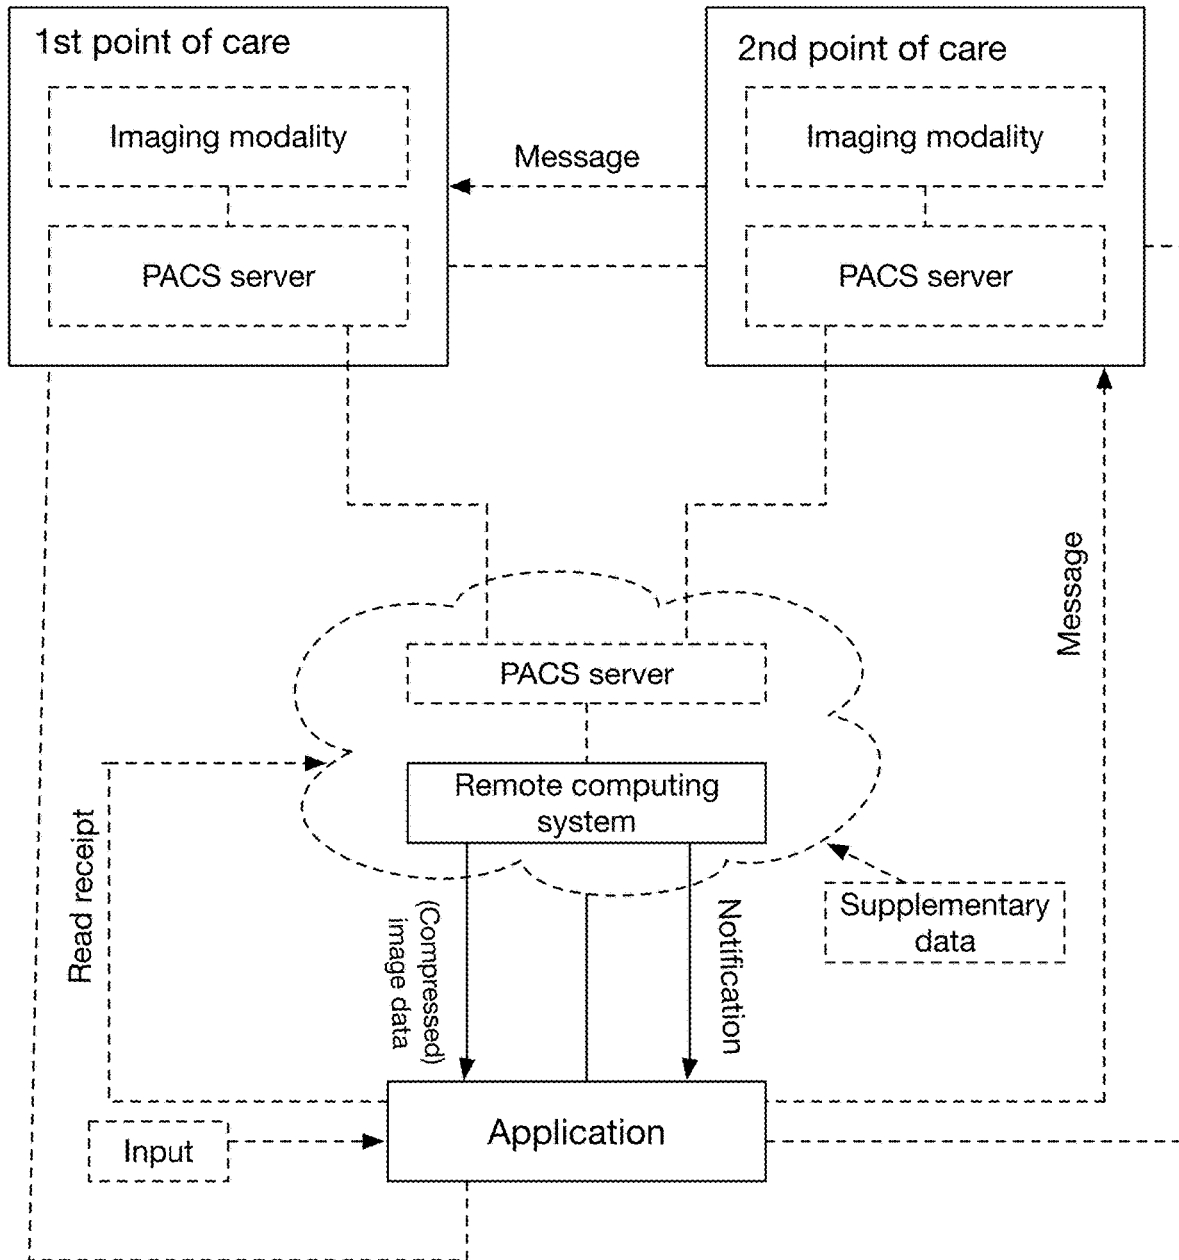 1st point of care
Imaging modality
PACS server
Message
2nd point of care
Imaging modality
PACS server
Message
PACS server
Remote computing
system
Read receipt
(Compressed)
image data
Notification
Supplementary
data
Input
Application